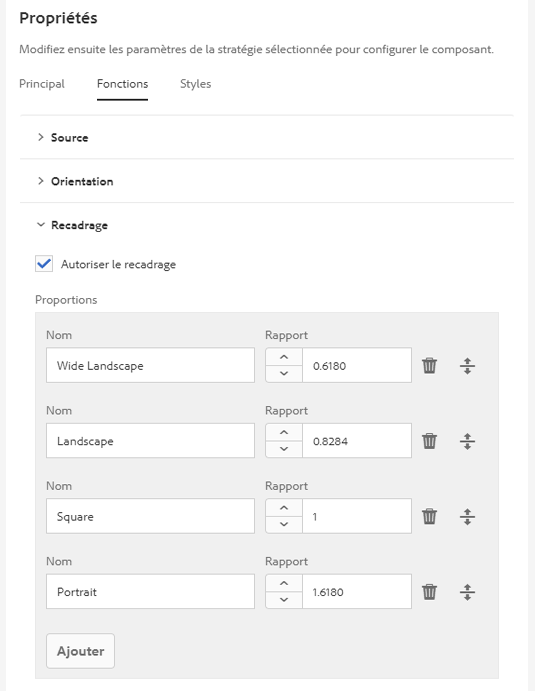 Propriétés
Modifiez ensuite les paramètres de la stratégie sélectionnée pour configurer le composant.
Principal Fonctions Styles
Source
Orientation
Recadrage
Autoriser le recadrage
Proportions
Nom Rapport
Wide Landscape 0.6180
Nom Rapport
Landscape 0.8284
Nom Rapport
Square 1
Nom Rapport
Portrait 1.6180
Ajouter